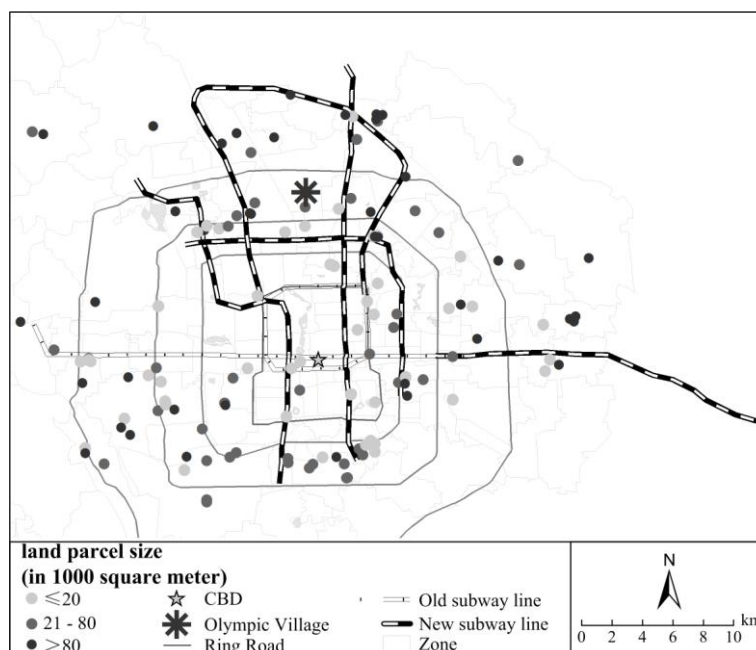 land parcel size
(in 1000 square meter)
≤20
21 - 80
>80
CBD
Olympic Village
Ring Road
Old subway line
New subway line
Zone
N
km
0 2 4 6 8 10